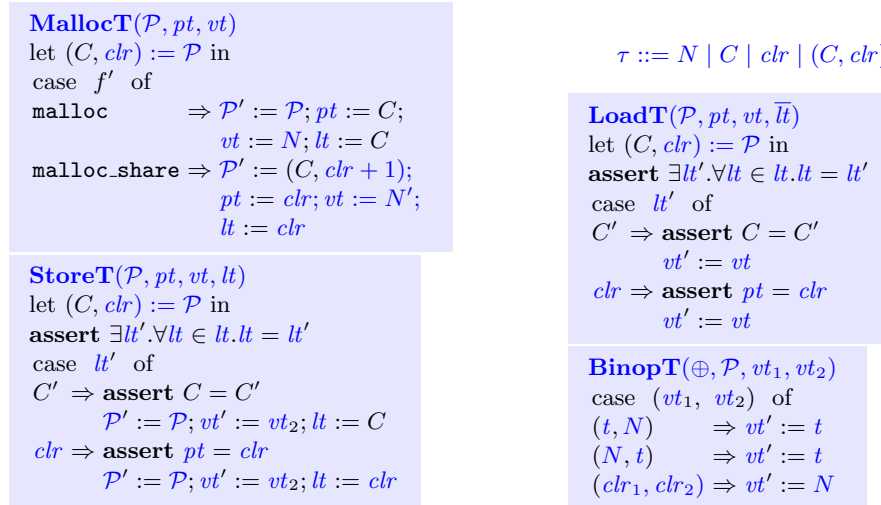 MallocT(𝒫, pt, vt)
let (C, clr) := 𝒫 in
case f′ of
malloc ⇒ 𝒫′ := 𝒫; pt := C;
vt := N; lt := C
malloc_share ⇒ 𝒫′ := (C, clr + 1);
pt := clr; vt := N′;
lt := clr
StoreT(𝒫, pt, vt, lt)
let (C, clr) := 𝒫 in
assert ∃lt′.∀lt ∈ lt.lt = lt′
case lt′ of
C′ ⇒ assert C = C′
𝒫′ := 𝒫; vt′ := vt₂; lt := C
clr ⇒ assert pt = clr
𝒫′ := 𝒫; vt′ := vt₂; lt := clr
τ ::= N | C | clr | (C, clr)
LoadT(𝒫, pt, vt, l̅t̅)
let (C, clr) := 𝒫 in
assert ∃lt′.∀lt ∈ lt.lt = lt′
case lt′ of
C′ ⇒ assert C = C′
vt′ := vt
clr ⇒ assert pt = clr
vt′ := vt
BinopT(⊕, 𝒫, vt₁, vt₂)
case (vt₁, vt₂) of
(t, N) ⇒ vt′ := t
(N, t) ⇒ vt′ := t
(clr₁, clr₂) ⇒ vt′ := N